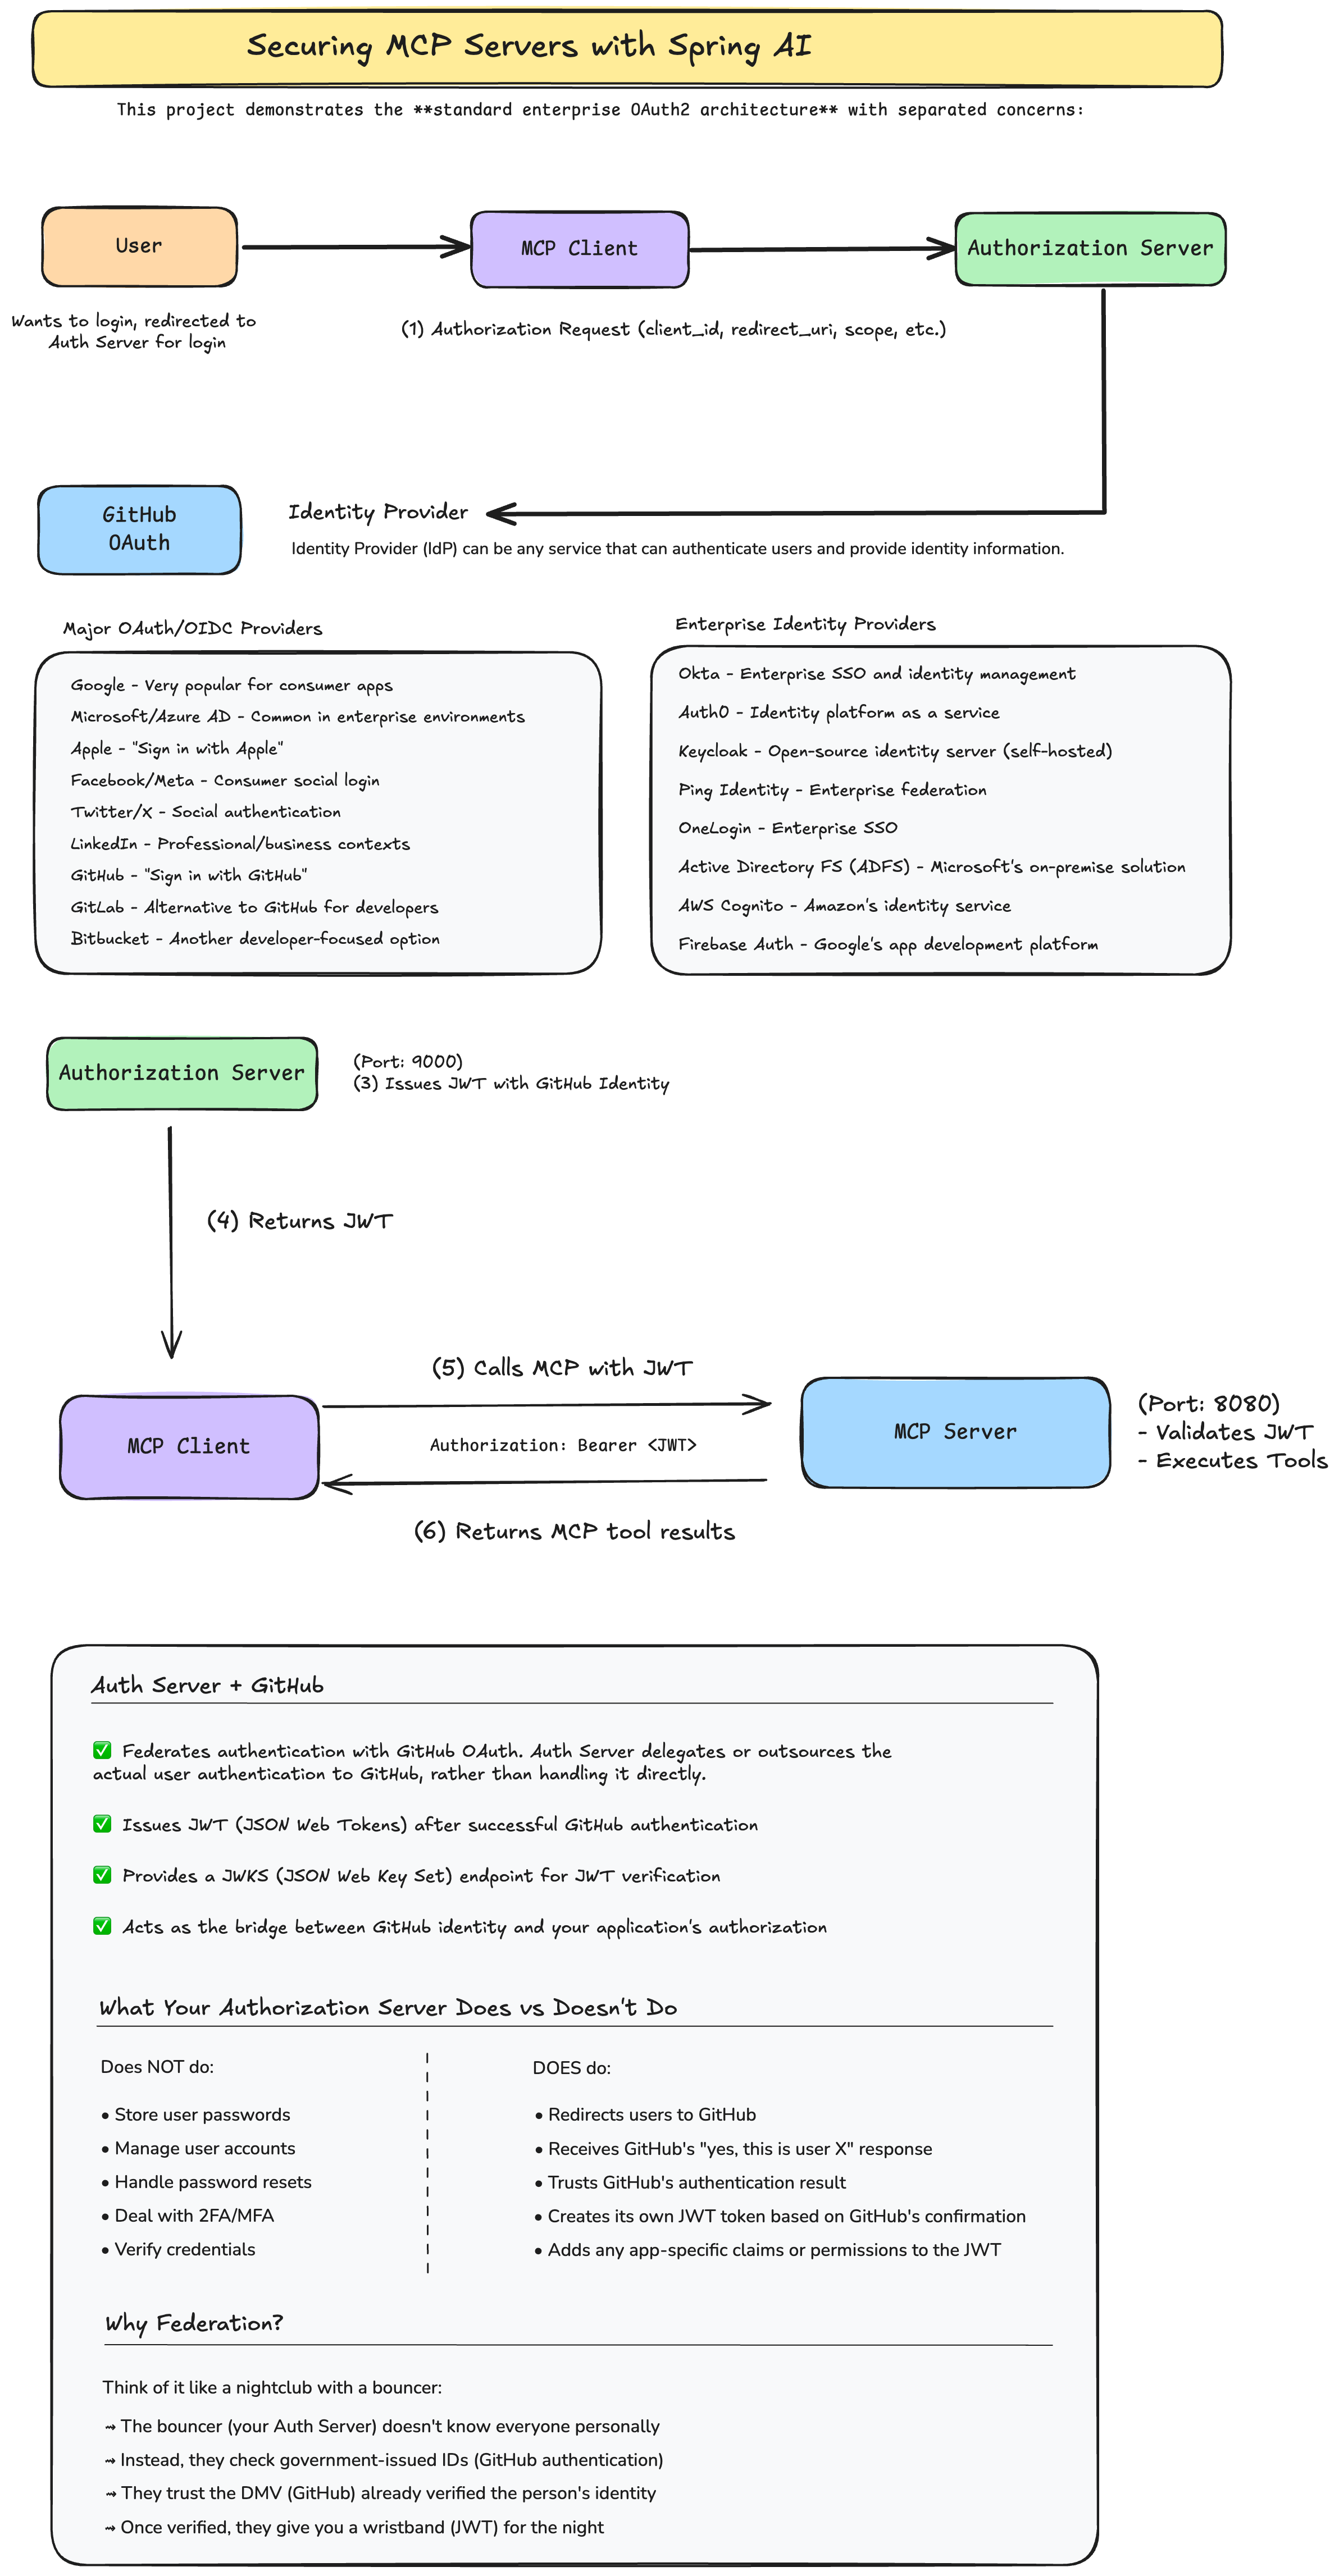 Securing MCP Servers with Spring AI
This project demonstrates the **standard enterprise OAuth2 architecture** with separated concerns:
User
MCP Client
Authorization Server
Wants to login, redirected to
Auth Server for login
(1) Authorization Request (client_id, redirect_uri, scope, etc.)
GitHub
OAuth
Identity Provider
Identity Provider (IdP) can be any service that can authenticate users and provide identity information.
Major OAuth/OIDC Providers
Google - Very popular for consumer apps
Microsoft/Azure AD - Common in enterprise environments
Apple - "Sign in with Apple"
Facebook/Meta - Consumer social login
Twitter/X - Social authentication
LinkedIn - Professional/business contexts
GitHub - "Sign in with GitHub"
GitLab - Alternative to GitHub for developers
Bitbucket - Another developer-focused option
Enterprise Identity Providers
Okta - Enterprise SSO and identity management
Auth0 - Identity platform as a service
Keycloak - Open-source identity server (self-hosted)
Ping Identity - Enterprise federation
OneLogin - Enterprise SSO
Active Directory FS (ADFS) - Microsoft's on-premise solution
AWS Cognito - Amazon's identity service
Firebase Auth - Google's app development platform
Authorization Server
(Port: 9000)
(3) Issues JWT with GitHub Identity
(4) Returns JWT
(5) Calls MCP with JWT
MCP Client
Authorization: Bearer <JWT>
MCP Server
(Port: 8080)
- Validates JWT
- Executes Tools
(6) Returns MCP tool results
Auth Server + GitHub
✅ Federates authentication with GitHub OAuth. Auth Server delegates or outsources the
actual user authentication to GitHub, rather than handling it directly.
✅ Issues JWT (JSON Web Tokens) after successful GitHub authentication
✅ Provides a JWKS (JSON Web Key Set) endpoint for JWT verification
✅ Acts as the bridge between GitHub identity and your application's authorization
What Your Authorization Server Does vs Doesn't Do
Does NOT do:
• Store user passwords
• Manage user accounts
• Handle password resets
• Deal with 2FA/MFA
• Verify credentials
DOES do:
• Redirects users to GitHub
• Receives GitHub's "yes, this is user X" response
• Trusts GitHub's authentication result
• Creates its own JWT token based on GitHub's confirmation
• Adds any app-specific claims or permissions to the JWT
Why Federation?
Think of it like a nightclub with a bouncer:
⇝ The bouncer (your Auth Server) doesn't know everyone personally
⇝ Instead, they check government-issued IDs (GitHub authentication)
⇝ They trust the DMV (GitHub) already verified the person's identity
⇝ Once verified, they give you a wristband (JWT) for the night